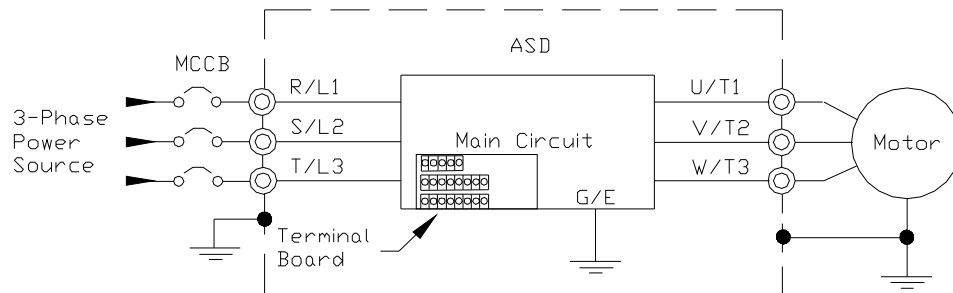 ASD
MCCB
R/L1
U/T1
3-Phase
Power
Source
S/L2
V/T2
Main Circuit
Motor
T/L3
W/T3
G/E
Terminal
Board